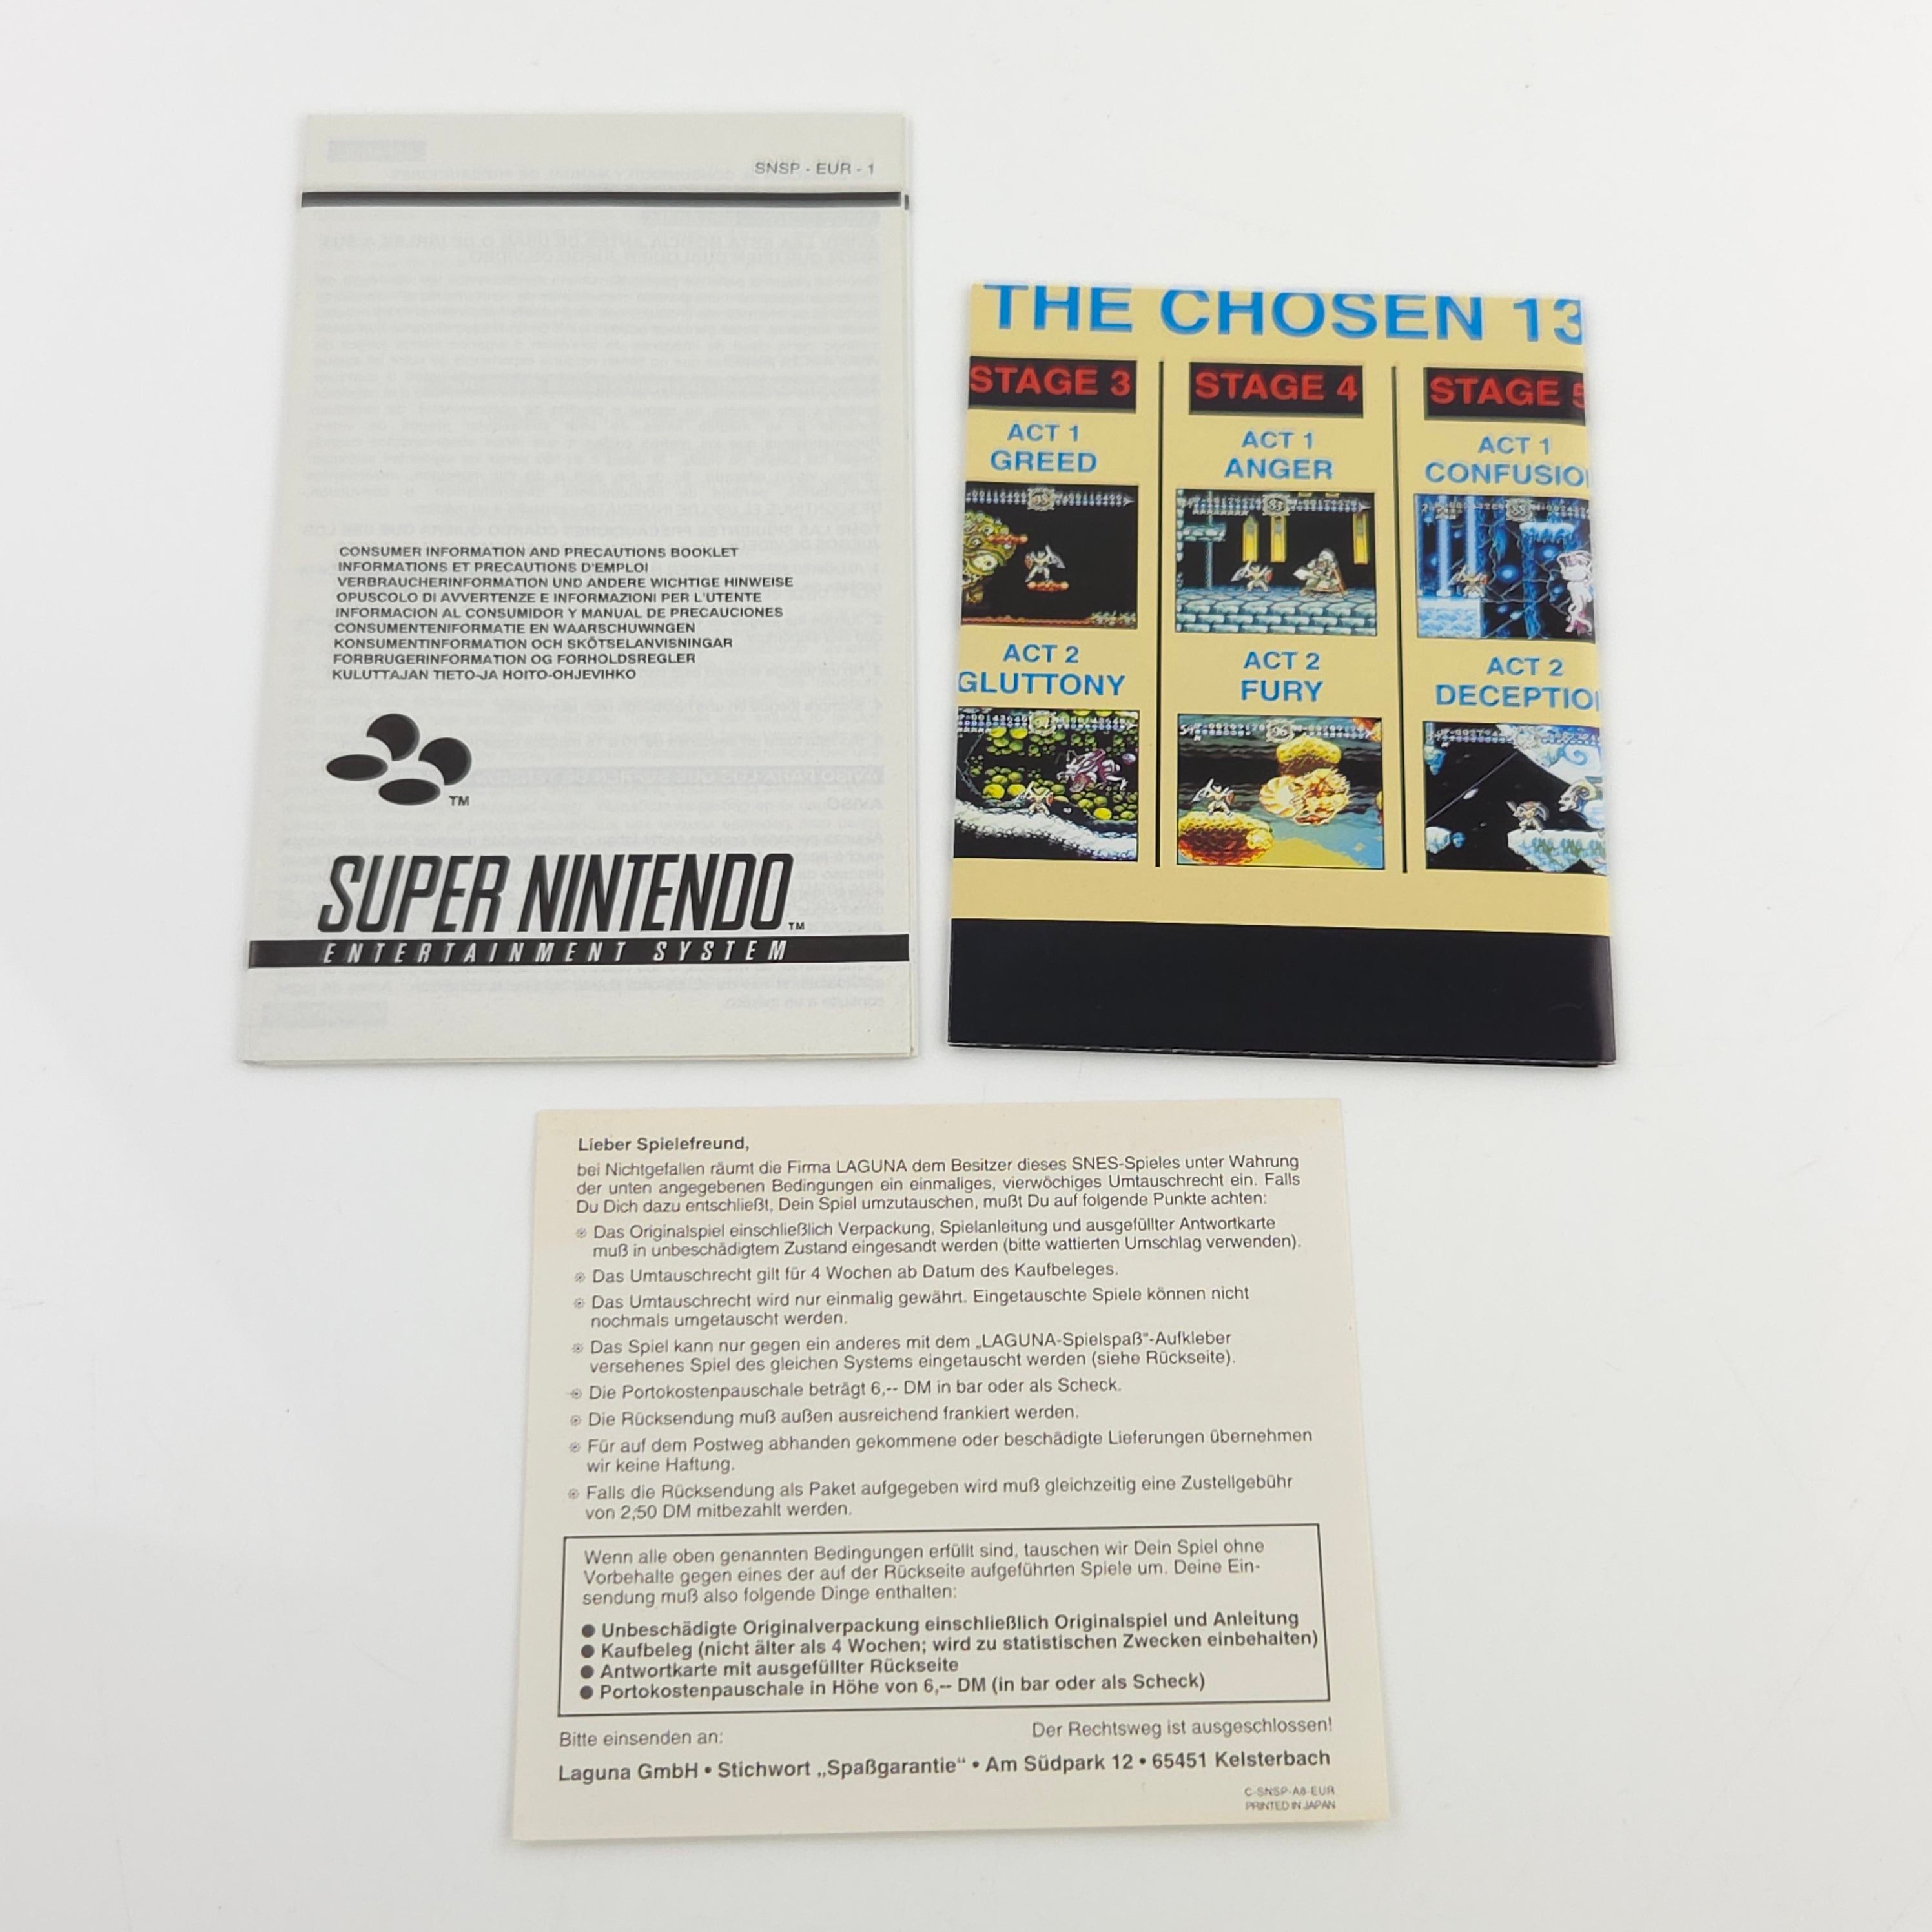 SNSP - EUR - 1
CONSUMER INFORMATION AND PRECAUTIONS BOOKLET
INFORMATIONS ET PRECAUTIONS D'EMPLOI
VERBRAUCHERINFORMATION UND ANDERE WICHTIGE HINWEISE
OPUSCOLO DI AVVERTENZE E INFORMAZIONI PER L'UTENTE
INFORMACION AL CONSUMIDOR Y MANUAL DE PRECAUCIONES
CONSUMENTENIFORMATIE EN WAARSCHUWINGEN
KONSUMENTINFORMATION OCH SKÖTSELANVISNINGAR
FORBRUGERINFORMATION OG FORHOLDSREGLER
KULUTTAJAN TIETO-JA HOITO-OHJEVIHKO
TM
SUPER NINTENDO TM
ENTERTAINMENT SYSTEM
THE CHOSEN 13
STAGE 3
ACT 1
GREED
ACT 2
GLUTTONY
STAGE 4
ACT 1
ANGER
ACT 2
FURY
STAGE 5
ACT 1
CONFUSIO
ACT 2
DECEPTIO
Lieber Spielefreund,
bei Nichtgefallen räumt die Firma LAGUNA dem Besitzer dieses SNES-Spieles unter Wahrung
der unten angegebenen Bedingungen ein einmaliges, vierwöchiges Umtauschrecht ein. Falls
Du Dich dazu entschließt, Dein Spiel umzutauschen, mußt Du auf folgende Punkte achten:
Das Originalspiel einschließlich Verpackung, Spielanleitung und ausgefüllter Antwortkarte
muß in unbeschädigtem Zustand eingesandt werden (bitte wattierten Umschlag verwenden).
Das Umtauschrecht gilt für 4 Wochen ab Datum des Kaufbeleges.
Das Umtauschrecht wird nur einmalig gewährt. Eingetauschte Spiele können nicht
nochmals umgetauscht werden.
Das Spiel kann nur gegen ein anderes mit dem „LAGUNA-Spielspaß“-Aufkleber
versehenes Spiel des gleichen Systems eingetauscht werden (siehe Rückseite).
Die Portokostenpauschale beträgt 6,-- DM in bar oder als Scheck.
Die Rücksendung muß außen ausreichend frankiert werden.
Für auf dem Postweg abhanden gekommene oder beschädigte Lieferungen übernehmen
wir keine Haftung.
Falls die Rücksendung als Paket aufgegeben wird muß gleichzeitig eine Zustellgebühr
von 2,50 DM mitbezahlt werden.
Wenn alle oben genannten Bedingungen erfüllt sind, tauschen wir Dein Spiel ohne
Vorbehalte gegen eines der auf der Rückseite aufgeführten Spiele um. Deine Ein-
sendung muß also folgende Dinge enthalten:
● Unbeschädigte Originalverpackung einschließlich Originalspiel und Anleitung
● Kaufbeleg (nicht älter als 4 Wochen; wird zu statistischen Zwecken einbehalten)
● Antwortkarte mit ausgefüllter Rückseite
● Portokostenpauschale in Höhe von 6,-- DM (in bar oder als Scheck)
Bitte einsenden an:
Der Rechtsweg ist ausgeschlossen!
Laguna GmbH • Stichwort „Spaßgarantie“ • Am Südpark 12 • 65451 Kelsterbach
C-SNSP-A8-EUR
PRINTED IN JAPAN